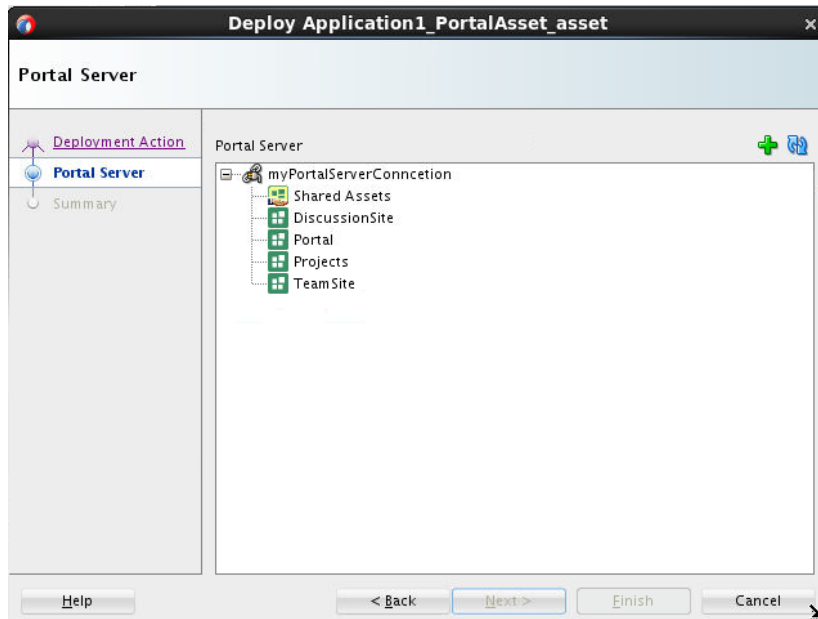 Deploy Application1_PortalAsset_asset
Portal Server
Deployment Action
Portal Server
Summary
Portal Server
myPortalServerConncetion
Shared Assets
DiscussionSite
Portal
Projects
TeamSite
Help
< Back
Next >
Finish
Cancel